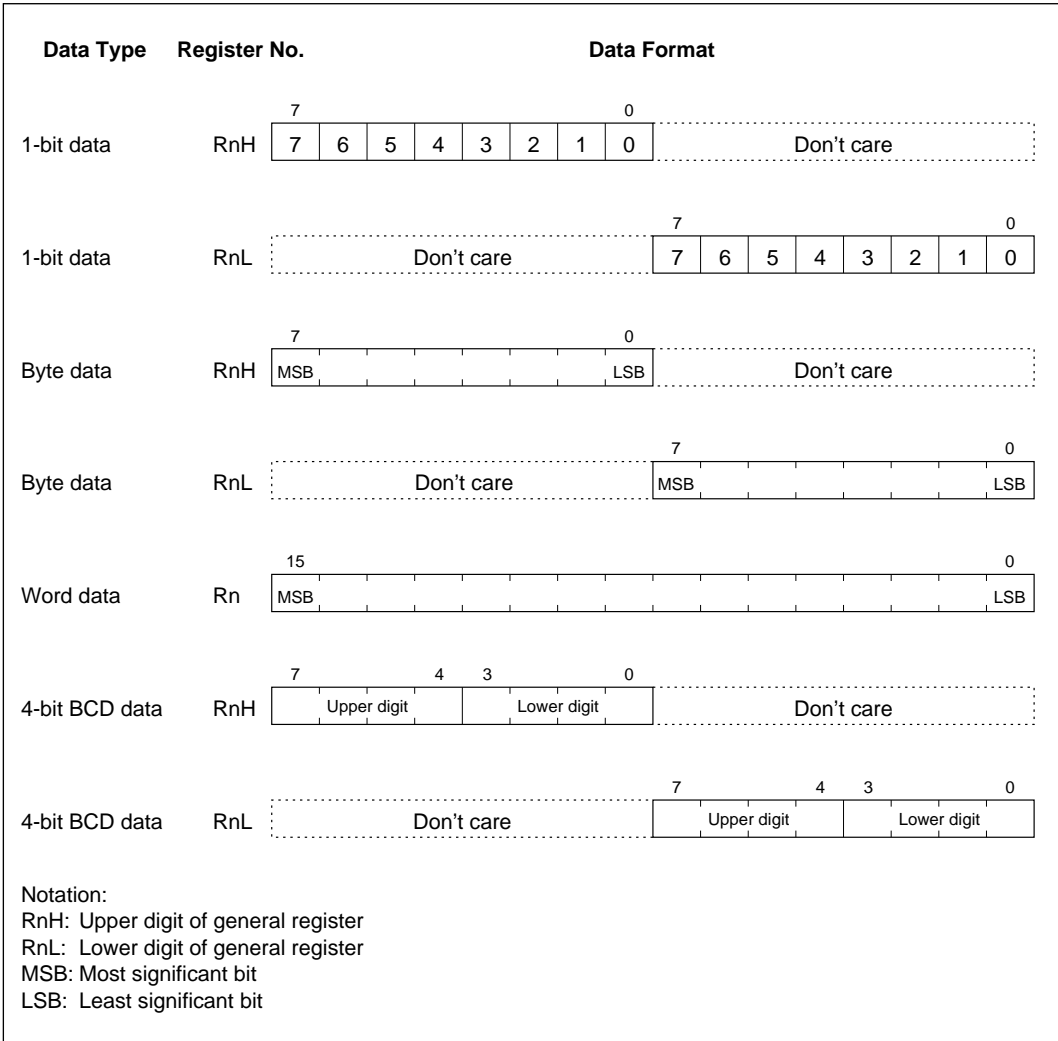 Data Type Register No. Data Format
7 0
1-bit data RnH 7 6 5 4 3 2 1 0 Don't care
7 0
1-bit data RnL Don't care 7 6 5 4 3 2 1 0
7 0
Byte data RnH MSB LSB Don't care
7 0
Byte data RnL Don't care MSB LSB
15 0
Word data Rn MSB LSB
7 4 3 0
4-bit BCD data RnH Upper digit Lower digit Don't care
7 4 3 0
4-bit BCD data RnL Don't care Upper digit Lower digit
Notation:
RnH: Upper digit of general register
RnL: Lower digit of general register
MSB: Most significant bit
LSB: Least significant bit